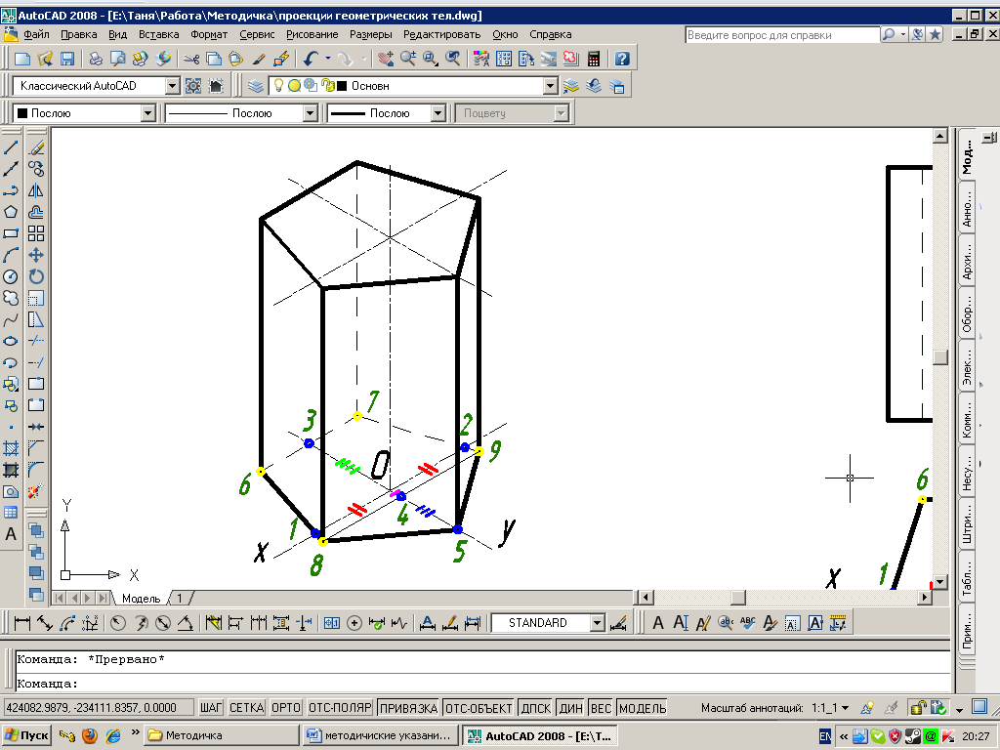 AutoCAD 2008 - [E:\Таня\Работа\Методичка\проекции геометрических тел.dwg]
Файл Правка Вид Вставка Формат Сервис Рисование Размеры Редактировать Окно Справка
Введите вопрос для справки
Классический AutoCAD
Основн
Послою Послою Послою Поцвету
Мод...
Анно...
Архи...
Обор...
Элек...
Комм...
Несу...
Штри...
Табл...
Прим...
7
3
2
O
9
6
4
1
5
8
x
y
6
1
x
Y
X
Модель 1
STANDARD
Команда: *Прервано*
Команда:
424082.9879, -234111.8357, 0.0000 ШАГ СЕТКА ОРТО ОТС-ПОЛЯР ПРИВЯЗКА ОТС-ОБЪЕКТ ДПСК ДИН ВЕС МОДЕЛЬ Масштаб аннотаций: 1:1_1
Пуск » Методичка методичиские указани... AutoCAD 2008 - [E:\Т... EN « 20:27